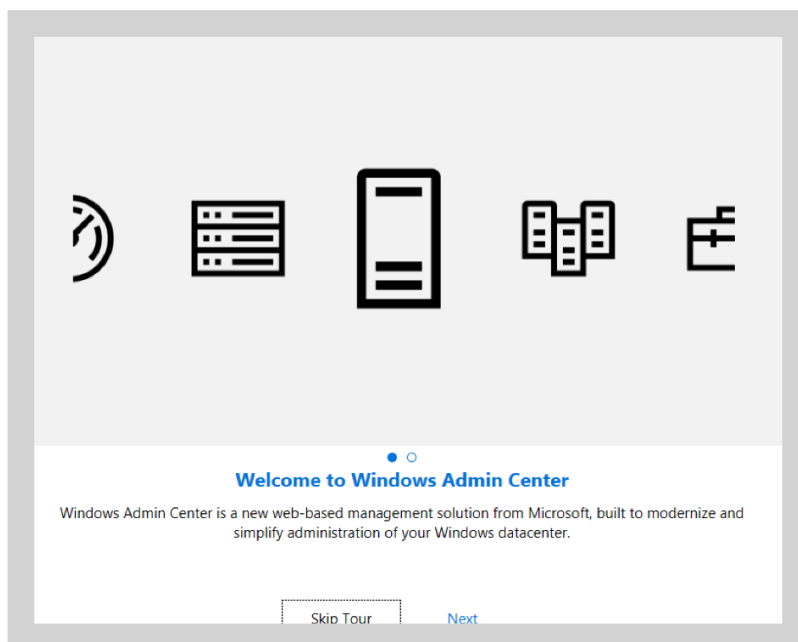 Welcome to Windows Admin Center
Windows Admin Center is a new web-based management solution from Microsoft, built to modernize and
simplify administration of your Windows datacenter.
Skip Tour
Next